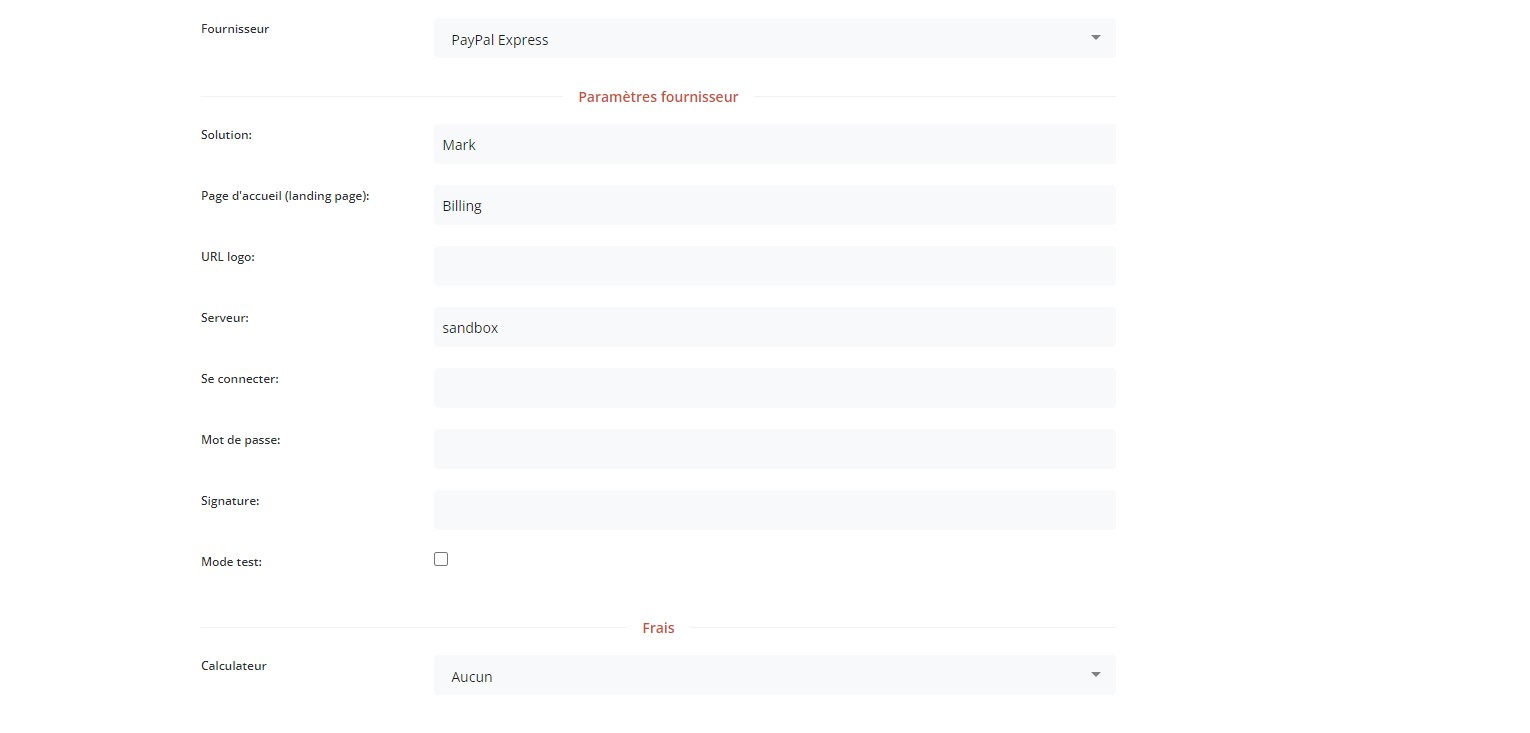 Fournisseur
PayPal Express
Paramètres fournisseur
Solution:
Mark
Page d'accueil (landing page):
Billing
URL logo:
Serveur:
sandbox
Se connecter:
Mot de passe:
Signature:
Mode test:
Frais
Calculateur
Aucun